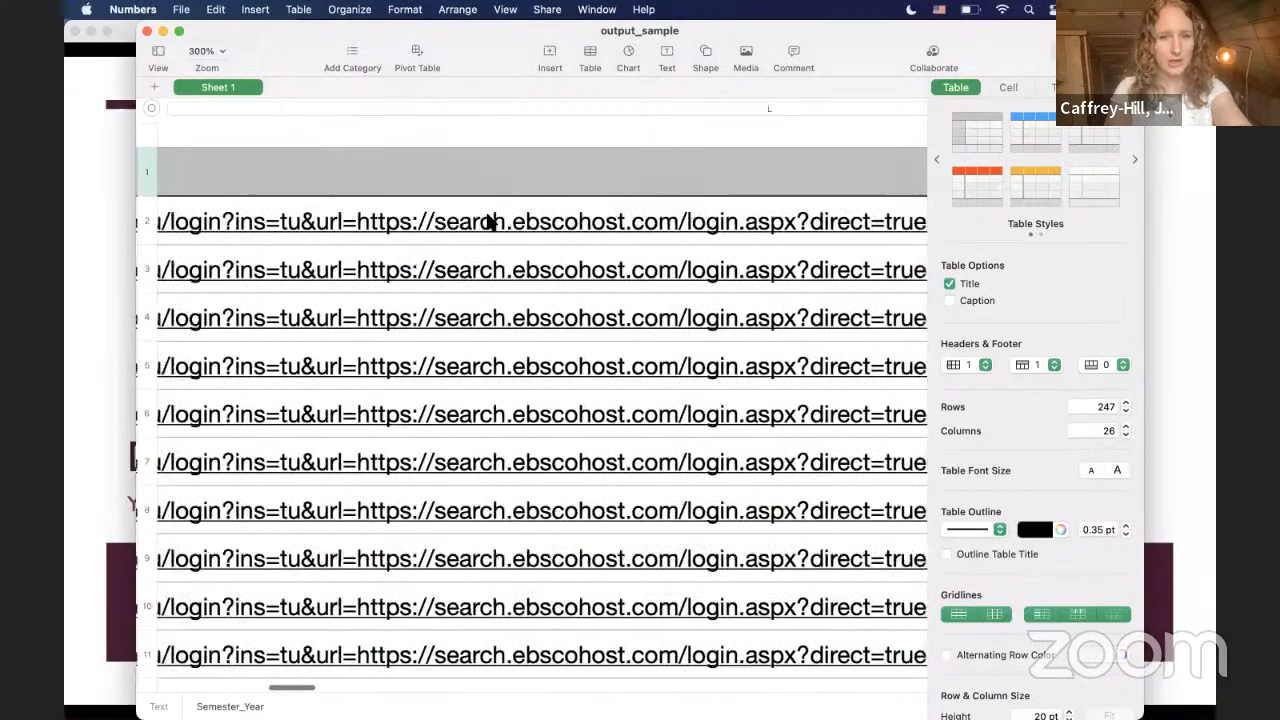 Numbers File Edit Insert Table Organize Format Arrange View Share Window Help
output_sample
300%
View Zoom Add Category Pivot Table Insert Table Chart Text Shape Media Comment Collaborate
Sheet 1
Table Cell
Caffrey-Hill, J...
L
1
2 u/login?ins=tu&url=https://search.ebscohost.com/login.aspx?direct=true
3 u/login?ins=tu&url=https://search.ebscohost.com/login.aspx?direct=true
4 u/login?ins=tu&url=https://search.ebscohost.com/login.aspx?direct=true
5 u/login?ins=tu&url=https://search.ebscohost.com/login.aspx?direct=true
6 u/login?ins=tu&url=https://search.ebscohost.com/login.aspx?direct=true
7 u/login?ins=tu&url=https://search.ebscohost.com/login.aspx?direct=true
8 u/login?ins=tu&url=https://search.ebscohost.com/login.aspx?direct=true
9 u/login?ins=tu&url=https://search.ebscohost.com/login.aspx?direct=true
10 u/login?ins=tu&url=https://search.ebscohost.com/login.aspx?direct=true
11 u/login?ins=tu&url=https://search.ebscohost.com/login.aspx?direct=true
Text Semester_Year
Table Styles
Table Options
Title
Caption
Headers & Footer
1 1 0
Rows 247
Columns 26
Table Font Size A A
Table Outline
0.35 pt
Outline Table Title
Gridlines
Alternating Row Color
Row & Column Size
Height 20 pt Fit
zoom